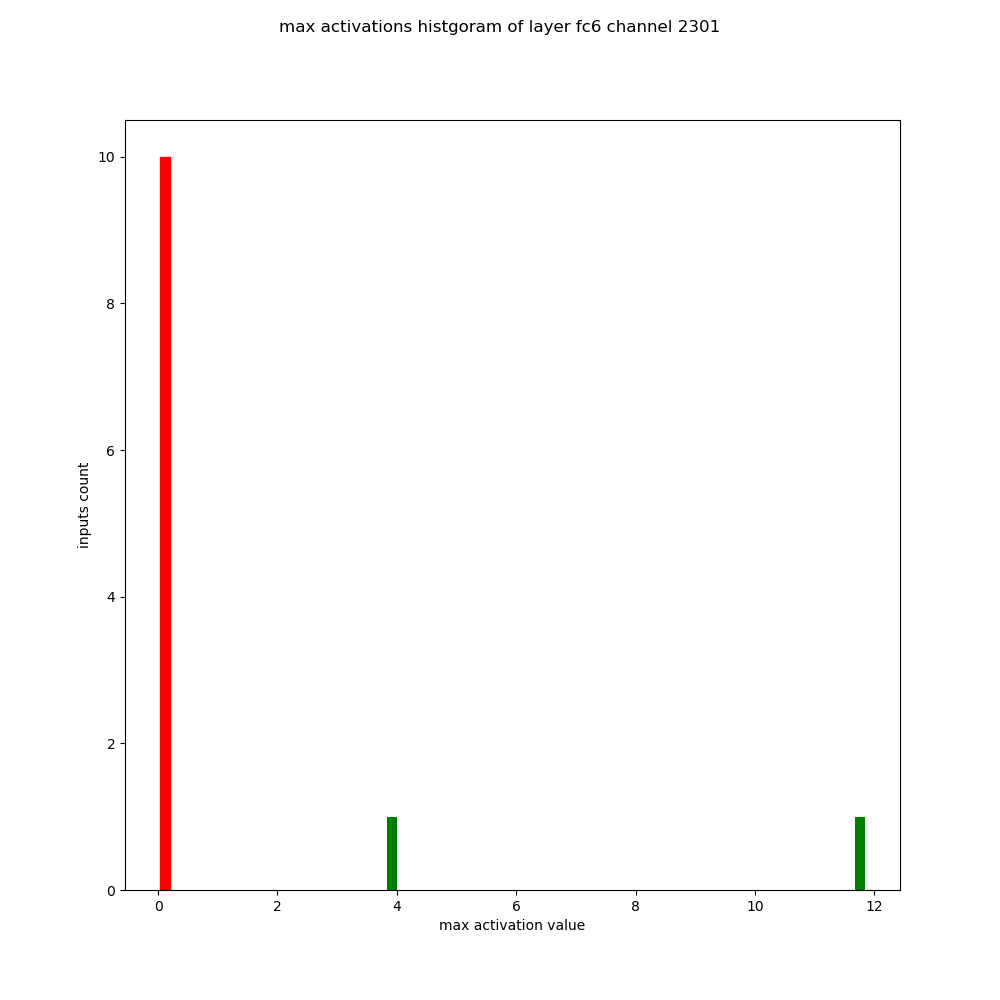 max activations histgoram of layer fc6 channel 2301
10
8
6
4
2
0
inputs count
0 2 4 6 8 10 12
max activation value